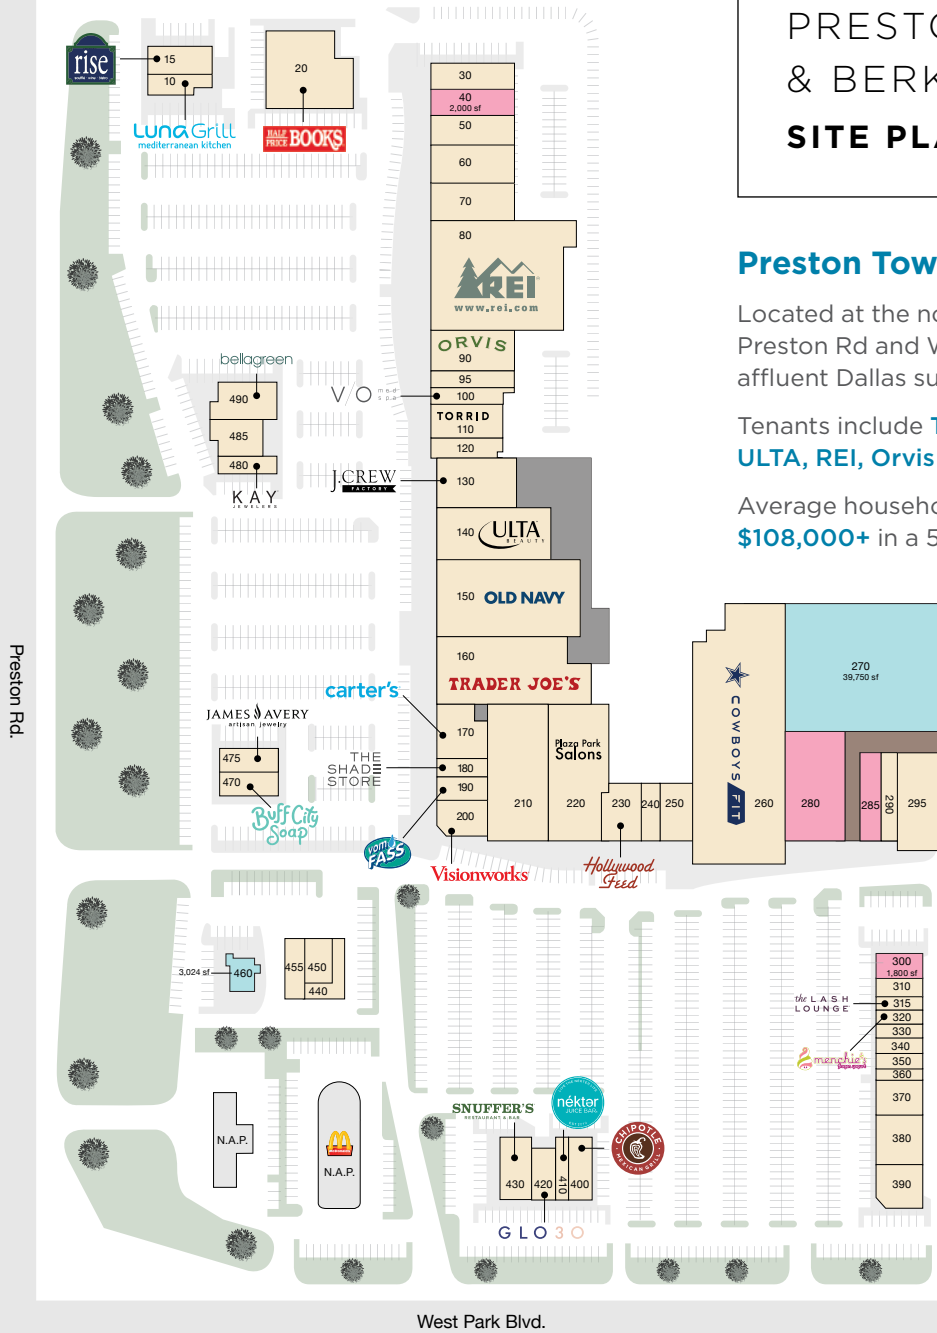 PRESTO
& BERK
SITE PLA
Preston Tow
Located at the no
Preston Rd and W
affluent Dallas su
Tenants include T
ULTA, REI, Orvis
Average househo
$108,000+ in a 5
rise
15
10
LUNA Grill
mediterranean kitchen
20
HALF PRICE BOOKS
30
40
2,000 sf
50
60
70
80
REI
www.rei.com
ORVIS
90
95
V/O med spa
100
TORRID
110
120
bellagreen
490
485
480
KAY
JEWELERS
J.CREW
FACTORY
130
140
ULTA
BEAUTY
150
OLD NAVY
160
TRADER JOE'S
carter's
170
THE
SHADE
STORE
180
190
200
vom FASS
Visionworks
JAMES AVERY
artisan jewelry
475
470
Buff City
Soap
210
Plaza Park
Salons
220
230
240
250
Hollywood
Feed
COWBOYS FIT
260
270
39,750 sf
280
285
290
295
3,024 sf
460
455
450
440
300
1,800 sf
310
the LASH
LOUNGE
315
320
menchie's
330
340
350
360
370
380
390
N.A.P.
N.A.P.
SNUFFER'S
RESTAURANT & BAR
néktar
JUICE BAR
CHIPOTLE
MEXICAN GRILL
430
420
410
400
GLO30
Preston Rd.
West Park Blvd.